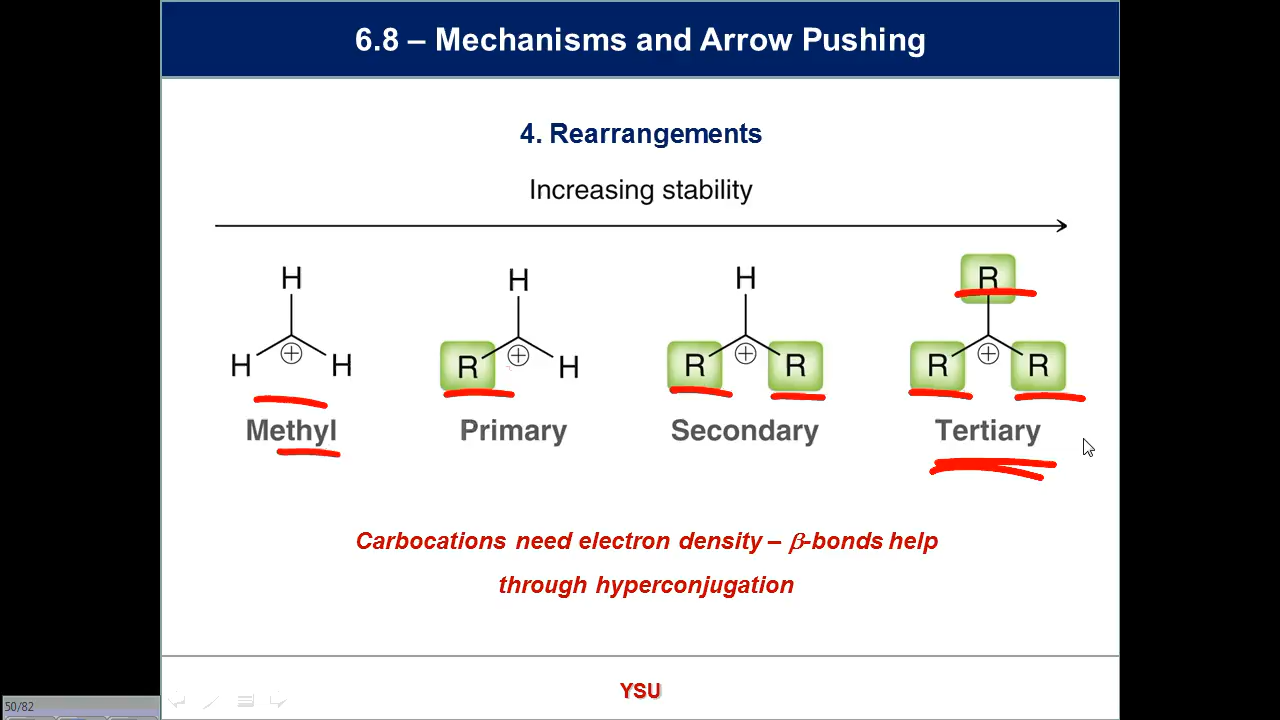 6.8 – Mechanisms and Arrow Pushing
4. Rearrangements
Increasing stability
H H H R
H H R H R R R R
Methyl Primary Secondary Tertiary
Carbocations need electron density – β-bonds help
through hyperconjugation
YSU
50/82